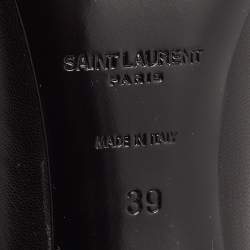 SAINT LAURENT
PARIS
MADE IN ITALY
39